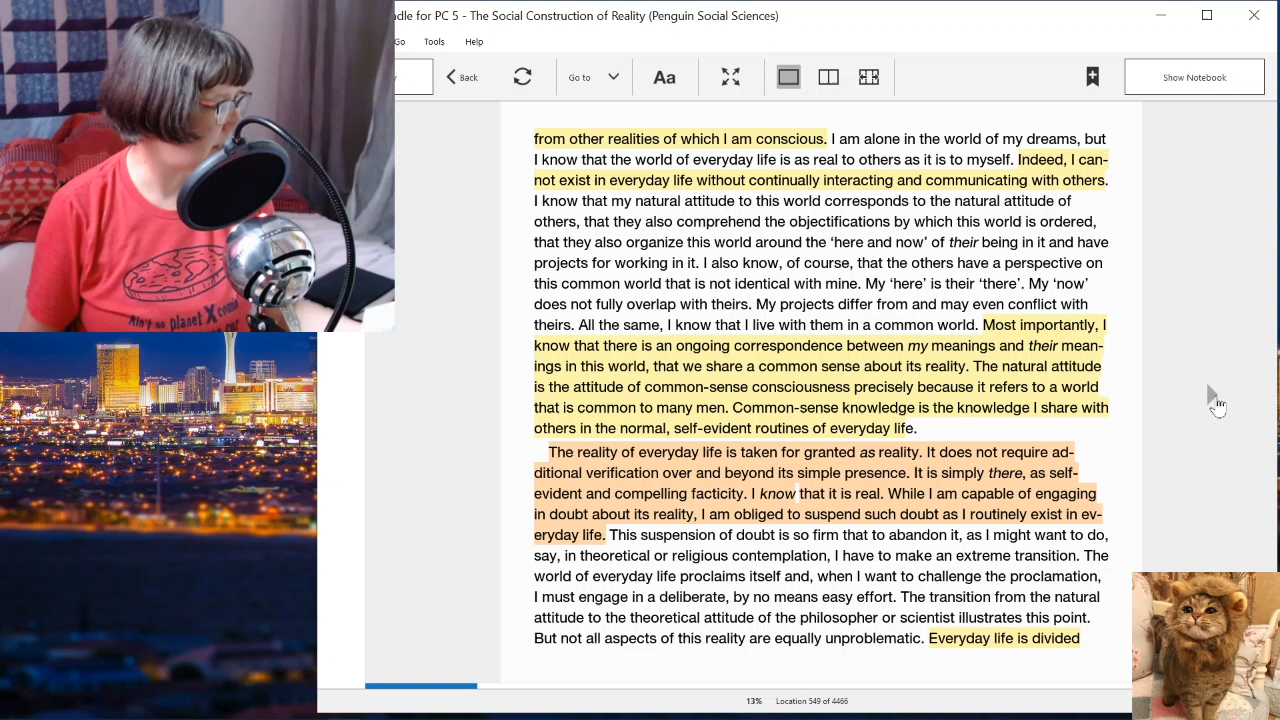 dle for PC 5 - The Social Construction of Reality (Penguin Social Sciences)
Go Tools Help
Back Go to Aa Show Notebook
from other realities of which I am conscious. I am alone in the world of my dreams, but
I know that the world of everyday life is as real to others as it is to myself. Indeed, I can-
not exist in everyday life without continually interacting and communicating with others.
I know that my natural attitude to this world corresponds to the natural attitude of
others, that they also comprehend the objectifications by which this world is ordered,
that they also organize this world around the ‘here and now’ of their being in it and have
projects for working in it. I also know, of course, that the others have a perspective on
this common world that is not identical with mine. My ‘here’ is their ‘there’. My ‘now’
does not fully overlap with theirs. My projects differ from and may even conflict with
theirs. All the same, I know that I live with them in a common world. Most importantly, I
know that there is an ongoing correspondence between my meanings and their mean-
ings in this world, that we share a common sense about its reality. The natural attitude
is the attitude of common-sense consciousness precisely because it refers to a world
that is common to many men. Common-sense knowledge is the knowledge I share with
others in the normal, self-evident routines of everyday life.
The reality of everyday life is taken for granted as reality. It does not require ad-
ditional verification over and beyond its simple presence. It is simply there, as self-
evident and compelling facticity. I know that it is real. While I am capable of engaging
in doubt about its reality, I am obliged to suspend such doubt as I routinely exist in ev-
eryday life. This suspension of doubt is so firm that to abandon it, as I might want to do,
say, in theoretical or religious contemplation, I have to make an extreme transition. The
world of everyday life proclaims itself and, when I want to challenge the proclamation,
I must engage in a deliberate, by no means easy effort. The transition from the natural
attitude to the theoretical attitude of the philosopher or scientist illustrates this point.
But not all aspects of this reality are equally unproblematic. Everyday life is divided
13% Location 549 of 4466
Ain't no planet X